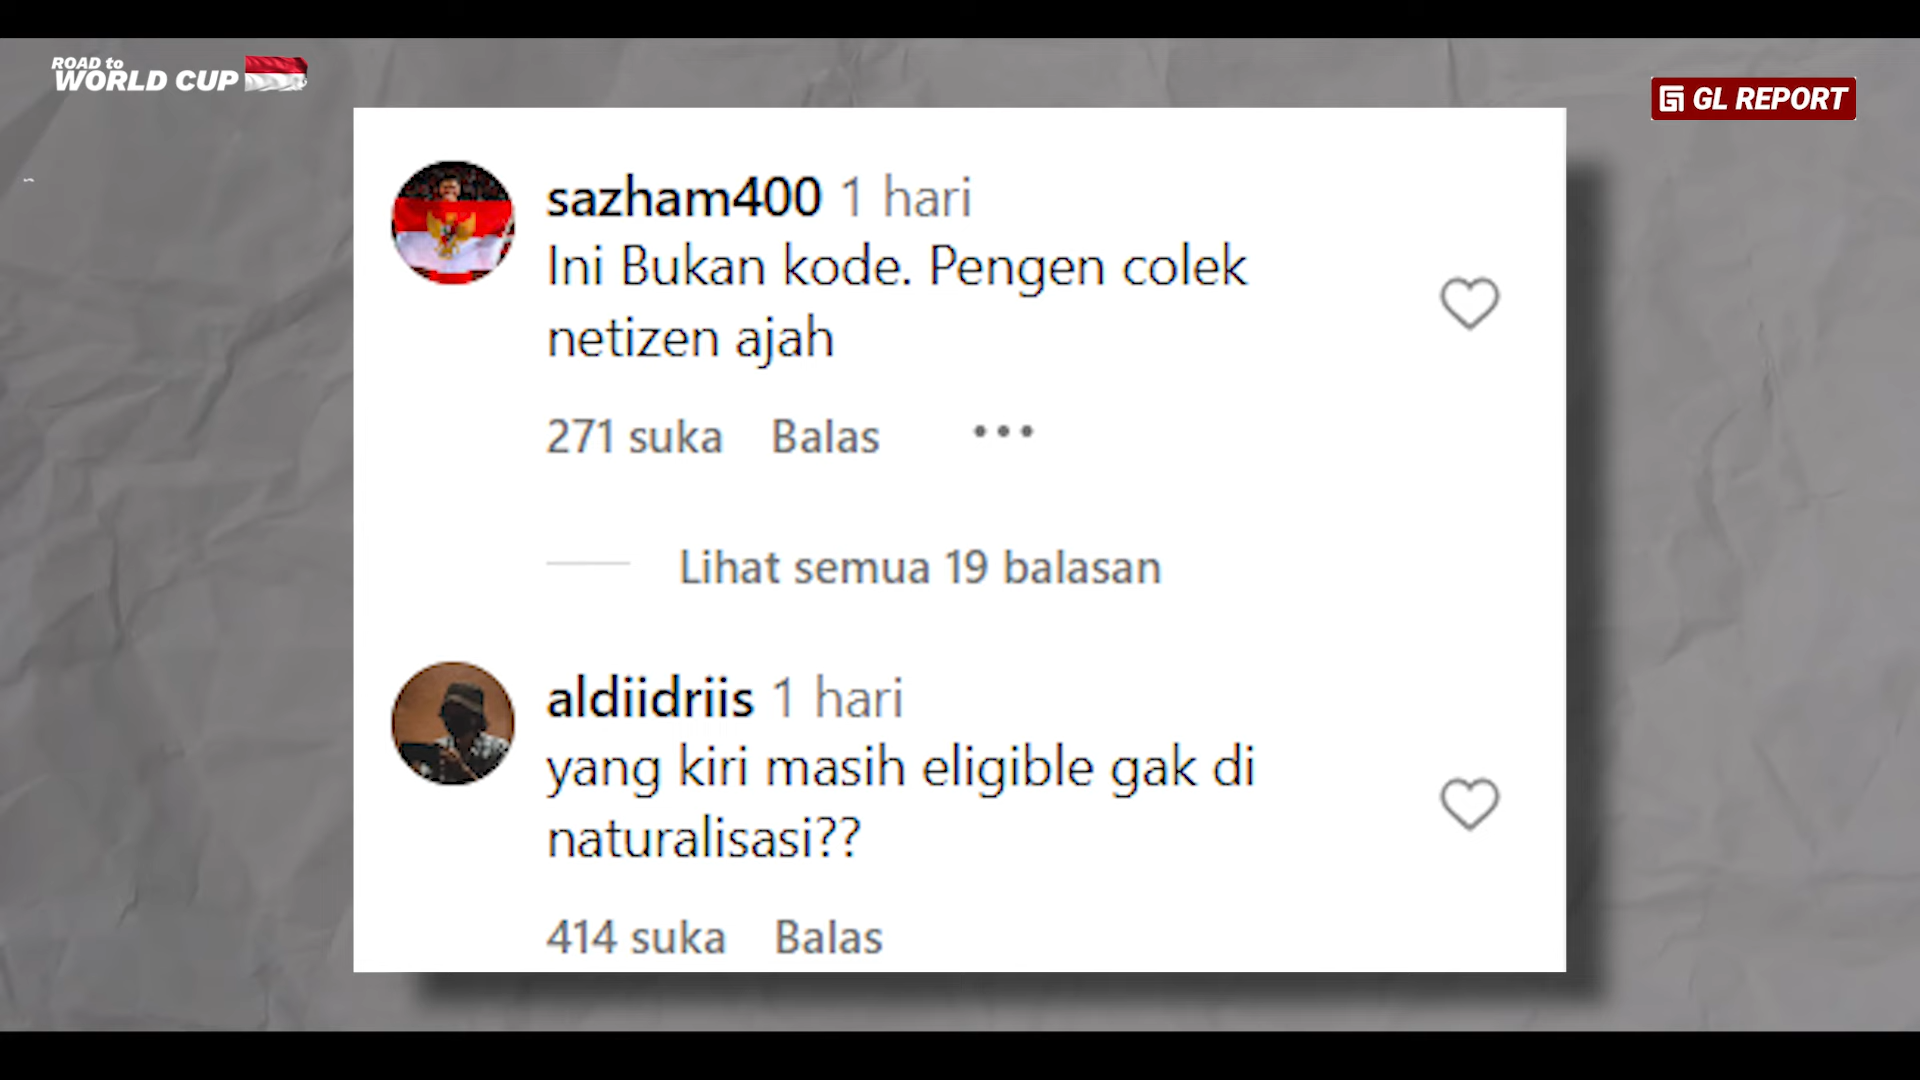 ROAD to
WORLD CUP
GL REPORT
sazham400 1 hari
Ini Bukan kode. Pengen colek
netizen ajah
271 suka Balas •••
Lihat semua 19 balasan
aldiidriis 1 hari
yang kiri masih eligible gak di
naturalisasi??
414 suka Balas